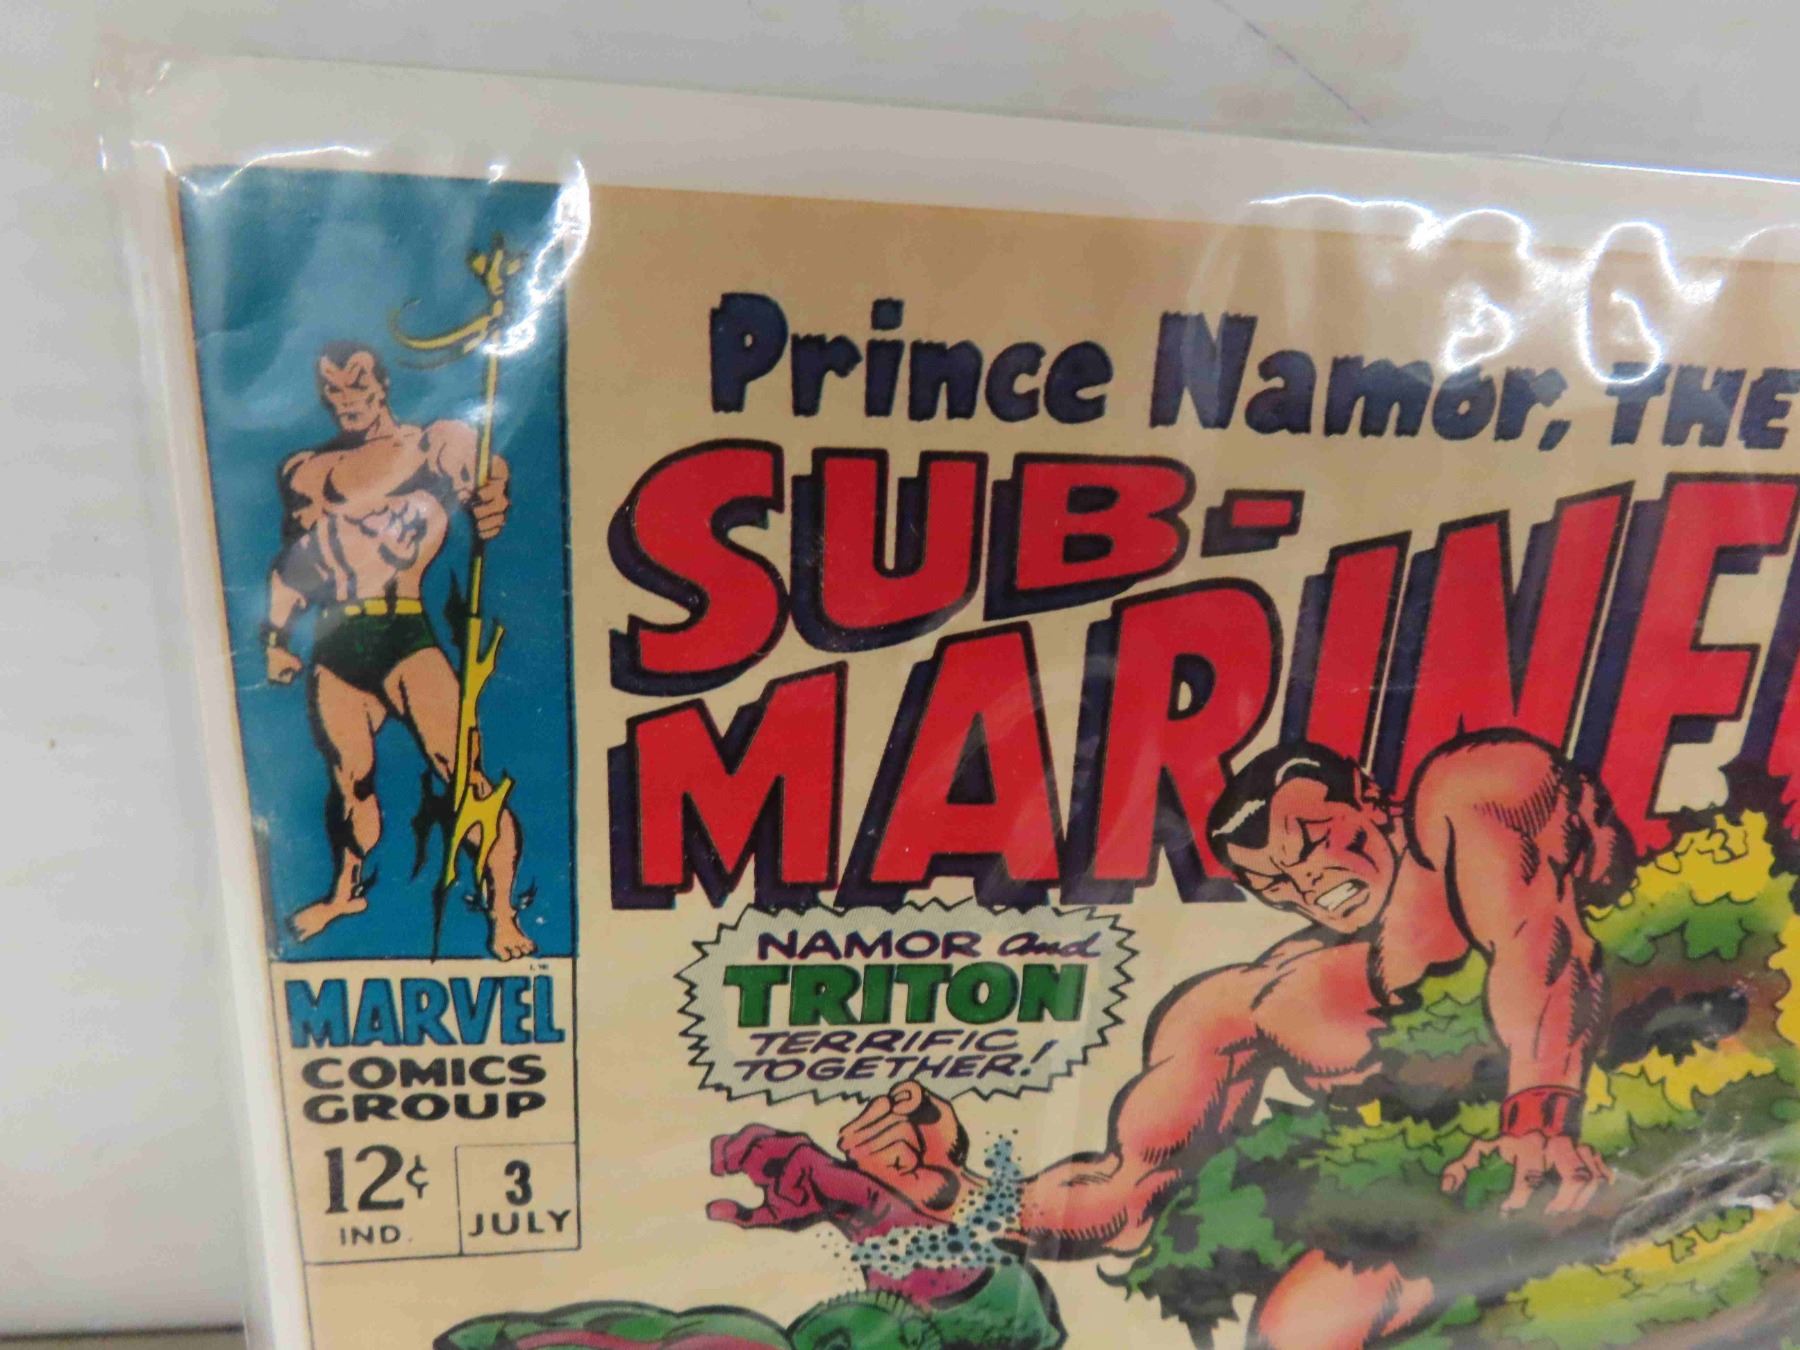 Prince Namor, THE
SUB-
MARINE
NAMOR and
TRITON
TERRIFIC
TOGETHER!
MARVEL
COMICS
GROUP
12¢
IND.
3
JULY